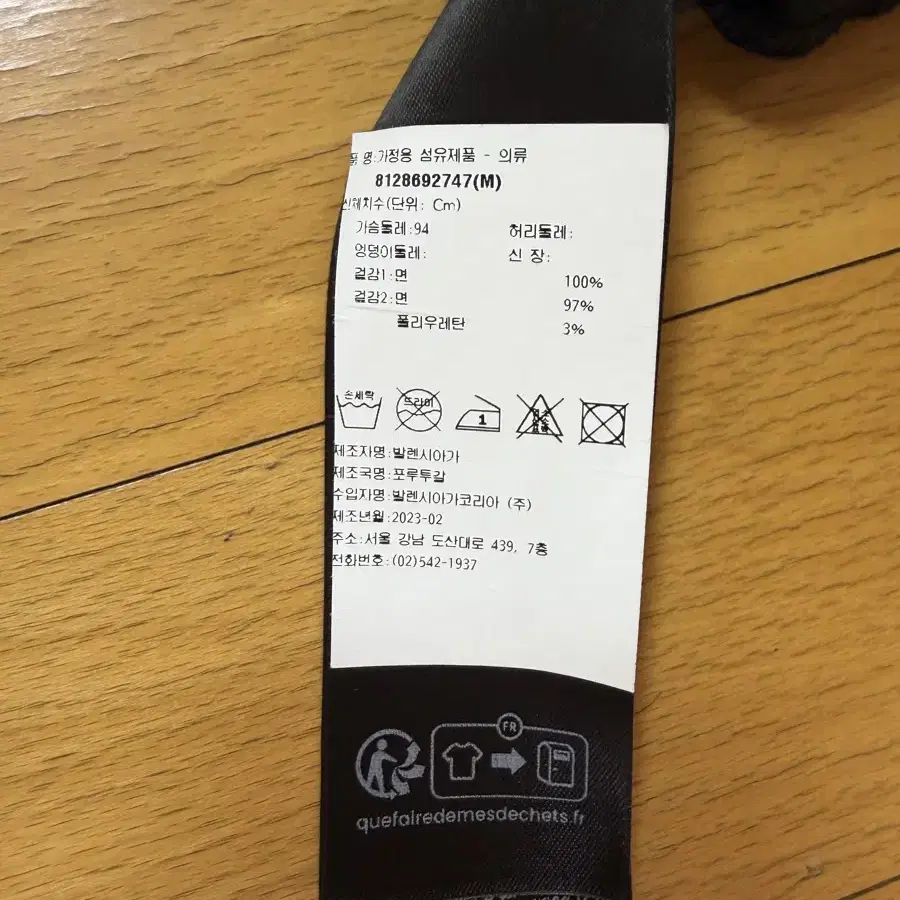 품 명:가정용 섬유제품 - 의류
8128692747(M)
신체치수(단위: Cm)
가슴둘레:94 허리둘레:
엉덩이둘레: 신 장:
겉감1:면 100%
겉감2:면 97%
폴리우레탄 3%
손세탁 드라이 1 염소표백
제조자명:발렌시아가
제조국명:포루투갈
수입자명:발렌시아가코리아 (주)
제조년월:2023-02
주소:서울 강남 도산대로 439, 7층
전화번호:(02)542-1937
FR
quefairedemesdechets.fr